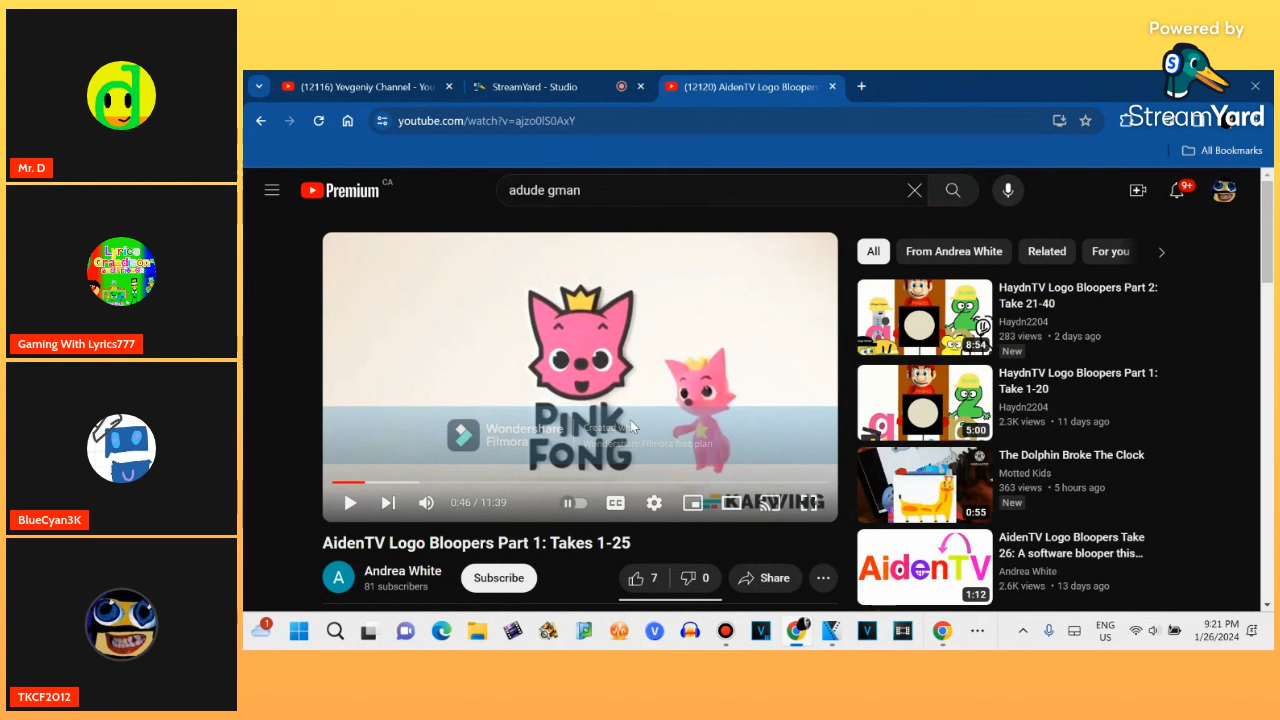 Powered by
StreamYard
Mr. D
Lyrics
Gaming With Lyrics777
BlueCyan3K
TKCF2012
(12116) Yevgeniy Channel - You
StreamYard - Studio
(12120) AidenTV Logo Bloopers
youtube.com/watch?v=ajzo0lS0AxY
All Bookmarks
Premium CA
adude gman
9+
PINK
FONG
Wondershare
Filmora
Created with
Wondershare Filmora free plan
KAPWING
0:46 / 11:39
CC
AidenTV Logo Bloopers Part 1: Takes 1-25
A
Andrea White
81 subscribers
Subscribe
7
0
Share
All
From Andrea White
Related
For you
8:54
HaydnTV Logo Bloopers Part 2:
Take 21-40
Haydn2204
283 views • 2 days ago
New
5:00
HaydnTV Logo Bloopers Part 1:
Take 1-20
Haydn2204
2.3K views • 11 days ago
0:55
The Dolphin Broke The Clock
Motted Kids
363 views • 5 hours ago
New
AidenTV
1:12
AidenTV Logo Bloopers Take
26: A software blooper this...
Andrea White
2.6K views • 13 days ago
1
ENG
US
9:21 PM
1/26/2024